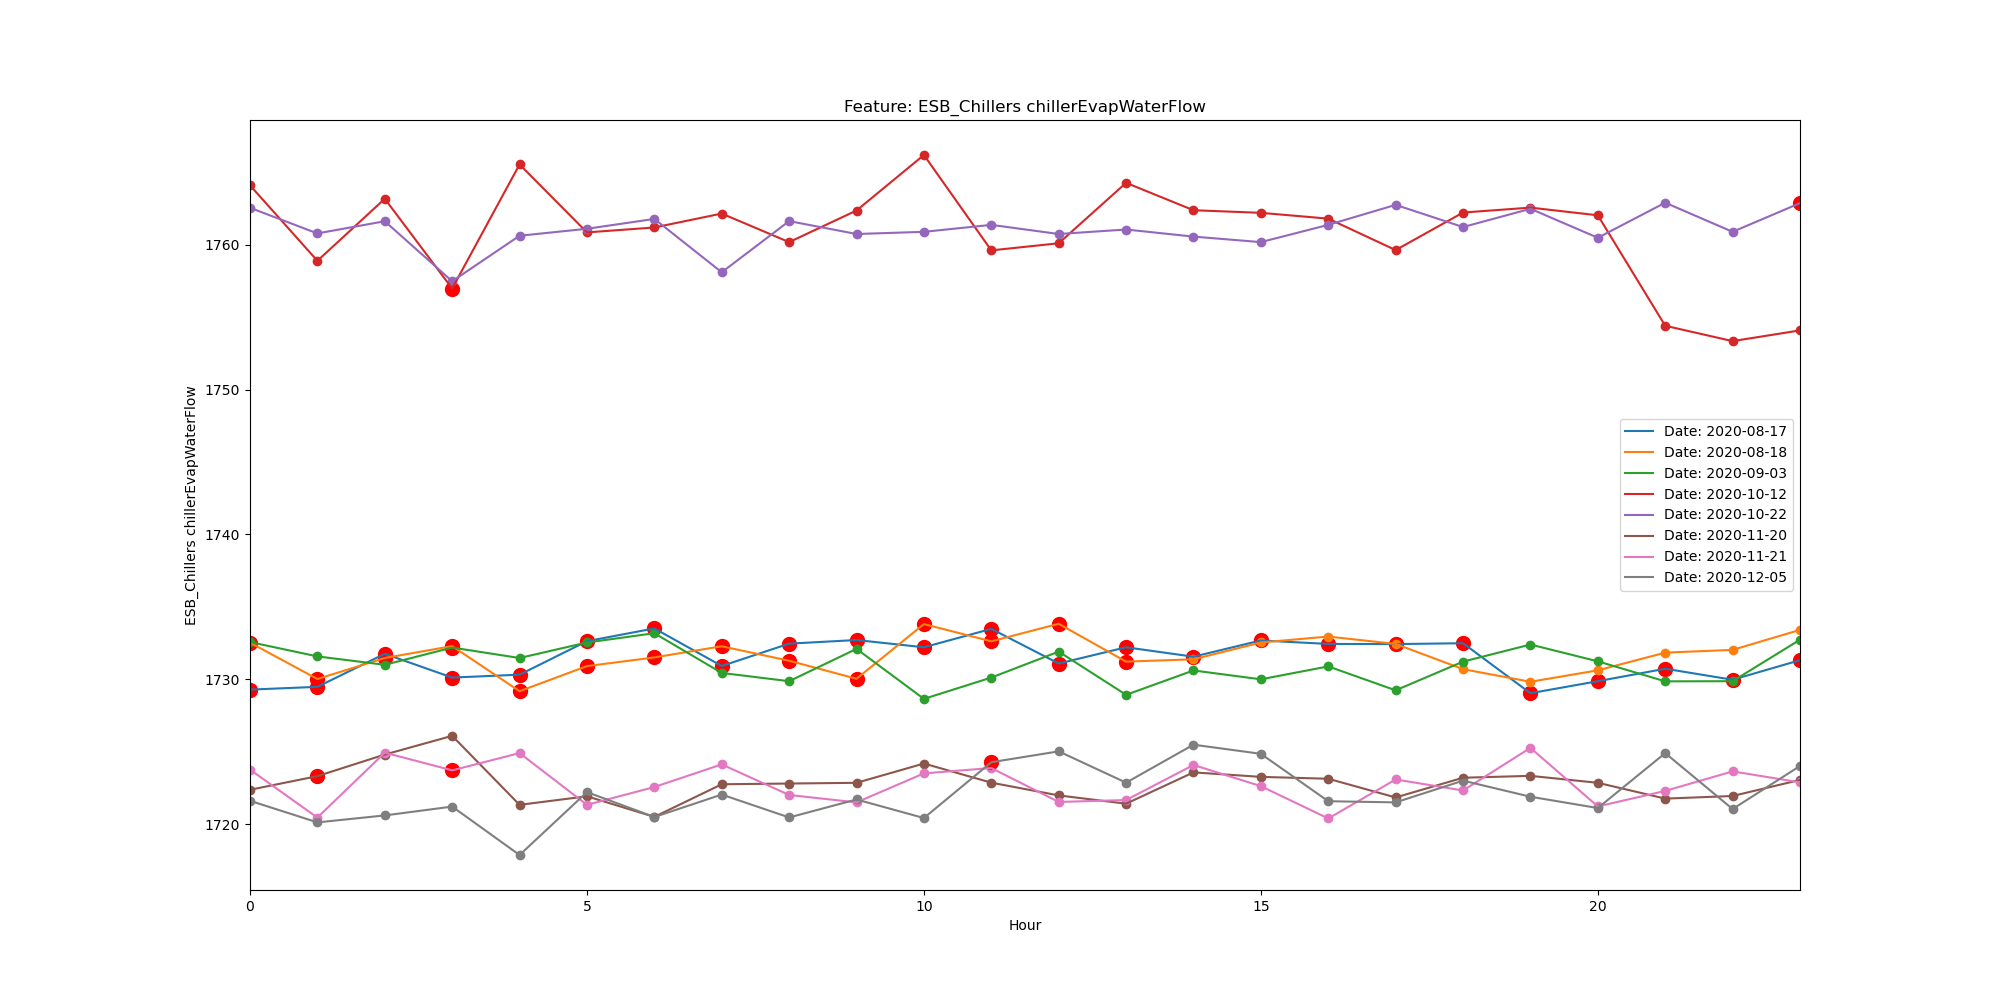 Feature: ESB_Chillers chillerEvapWaterFlow
ESB_Chillers chillerEvapWaterFlow
1760
1750
1740
1730
1720
Date: 2020-08-17
Date: 2020-08-18
Date: 2020-09-03
Date: 2020-10-12
Date: 2020-10-22
Date: 2020-11-20
Date: 2020-11-21
Date: 2020-12-05
0 5 10 15 20
Hour